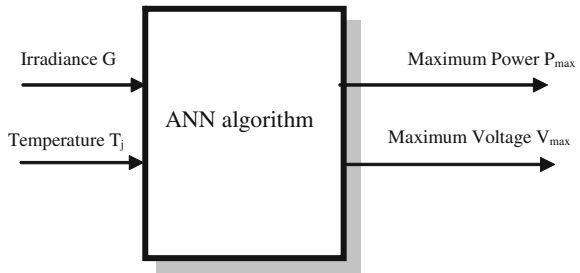 Irradiance G
Maximum Power Pmax
ANN algorithm
Temperature Tj
Maximum Voltage Vmax